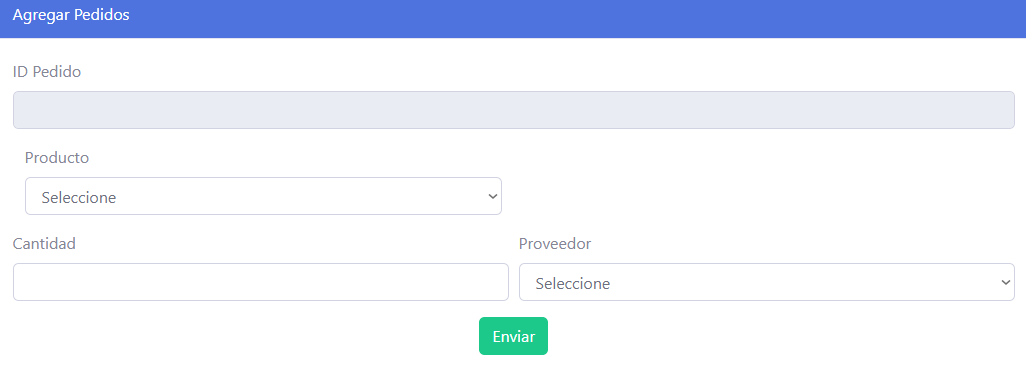 Agregar Pedidos
ID Pedido
Producto
Seleccione
Cantidad
Proveedor
Seleccione
Enviar